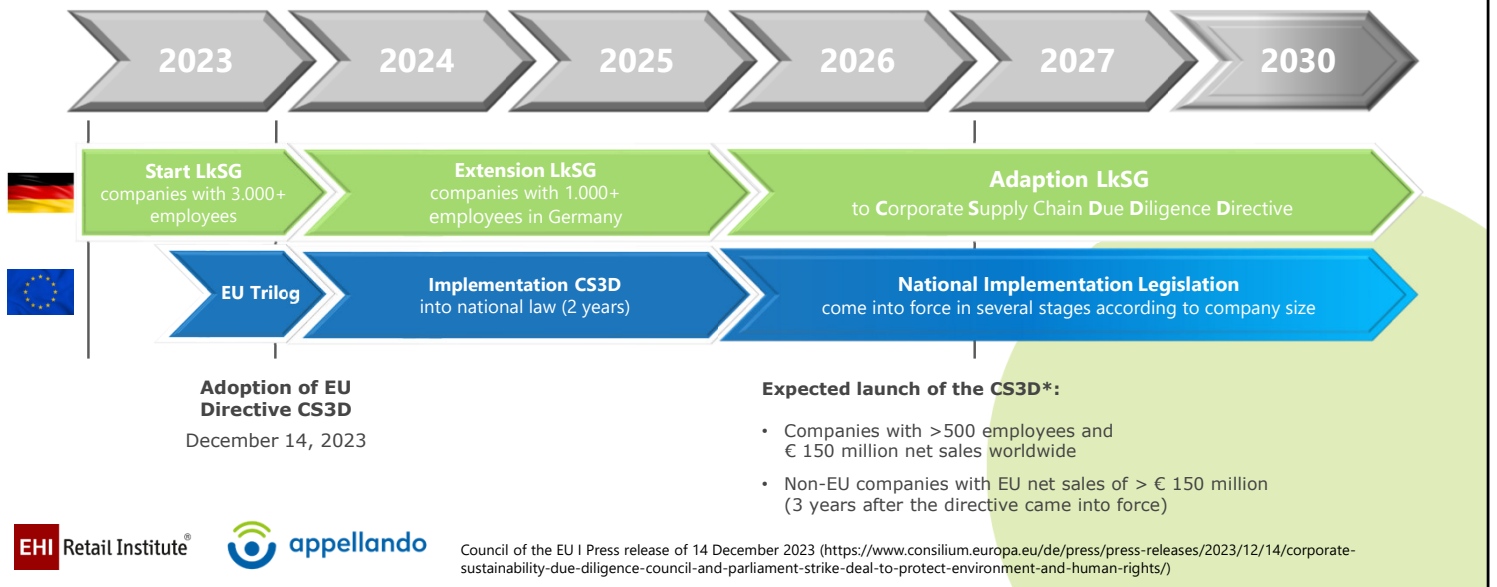 2023
2024
2025
2026
2027
2030
Start LkSG
companies with 3.000+
employees
Extension LkSG
companies with 1.000+
employees in Germany
Adaption LkSG
to Corporate Supply Chain Due Diligence Directive
EU Trilog
Implementation CS3D
into national law (2 years)
National Implementation Legislation
come into force in several stages according to company size
Adoption of EU
Directive CS3D
December 14, 2023
Expected launch of the CS3D*:
• Companies with >500 employees and
€ 150 million net sales worldwide
• Non-EU companies with EU net sales of > € 150 million
(3 years after the directive came into force)
EHI Retail Institute®
appellando
Council of the EU I Press release of 14 December 2023 (https://www.consilium.europa.eu/de/press/press-releases/2023/12/14/corporate-
sustainability-due-diligence-council-and-parliament-strike-deal-to-protect-environment-and-human-rights/)